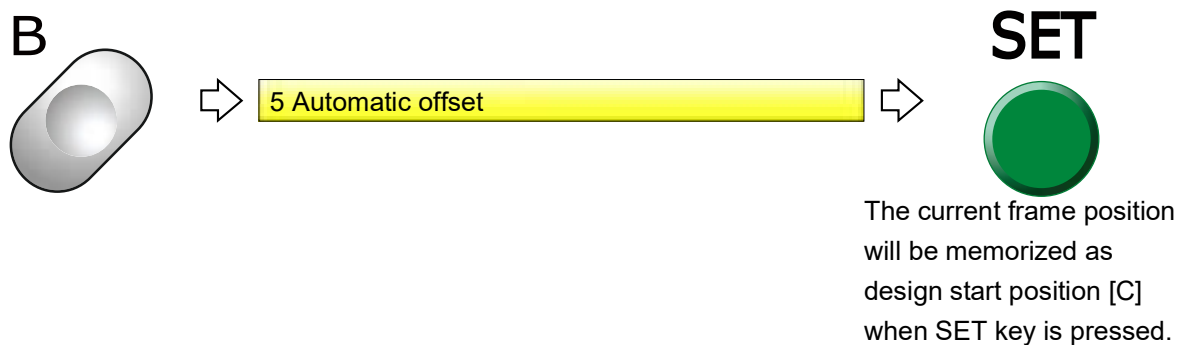 B
5 Automatic offset
SET
The current frame position
will be memorized as
design start position [C]
when SET key is pressed.